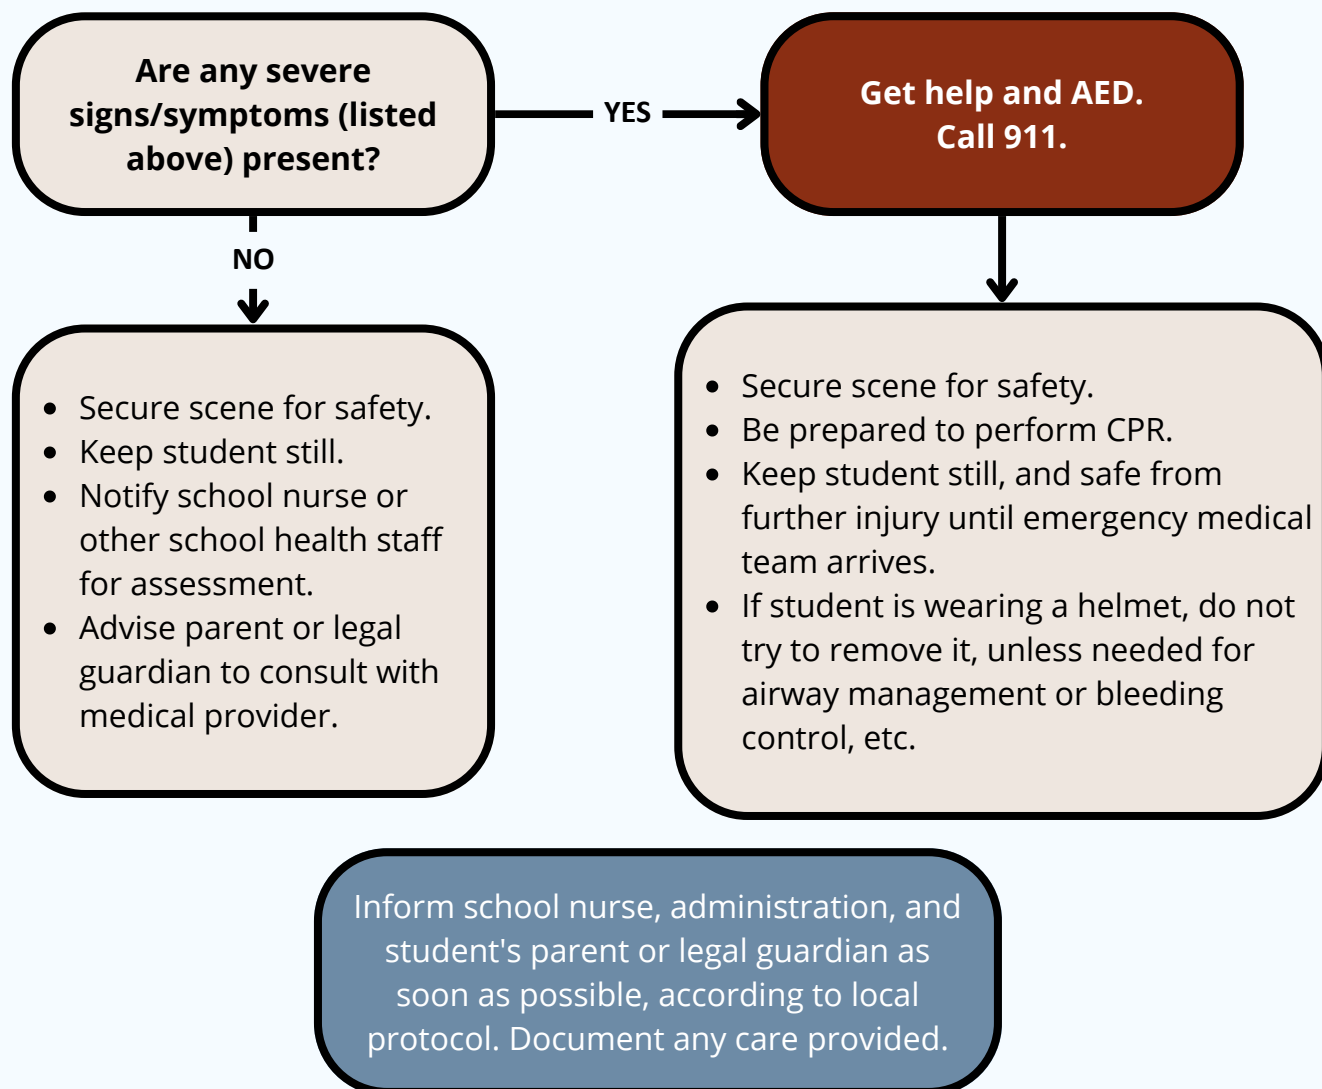 Are any severe
signs/symptoms (listed
above) present?
YES
Get help and AED.
Call 911.
NO
• Secure scene for safety.
• Keep student still.
• Notify school nurse or
other school health staff
for assessment.
• Advise parent or legal
guardian to consult with
medical provider.
• Secure scene for safety.
• Be prepared to perform CPR.
• Keep student still, and safe from
further injury until emergency medical
team arrives.
• If student is wearing a helmet, do not
try to remove it, unless needed for
airway management or bleeding
control, etc.
Inform school nurse, administration, and
student's parent or legal guardian as
soon as possible, according to local
protocol. Document any care provided.